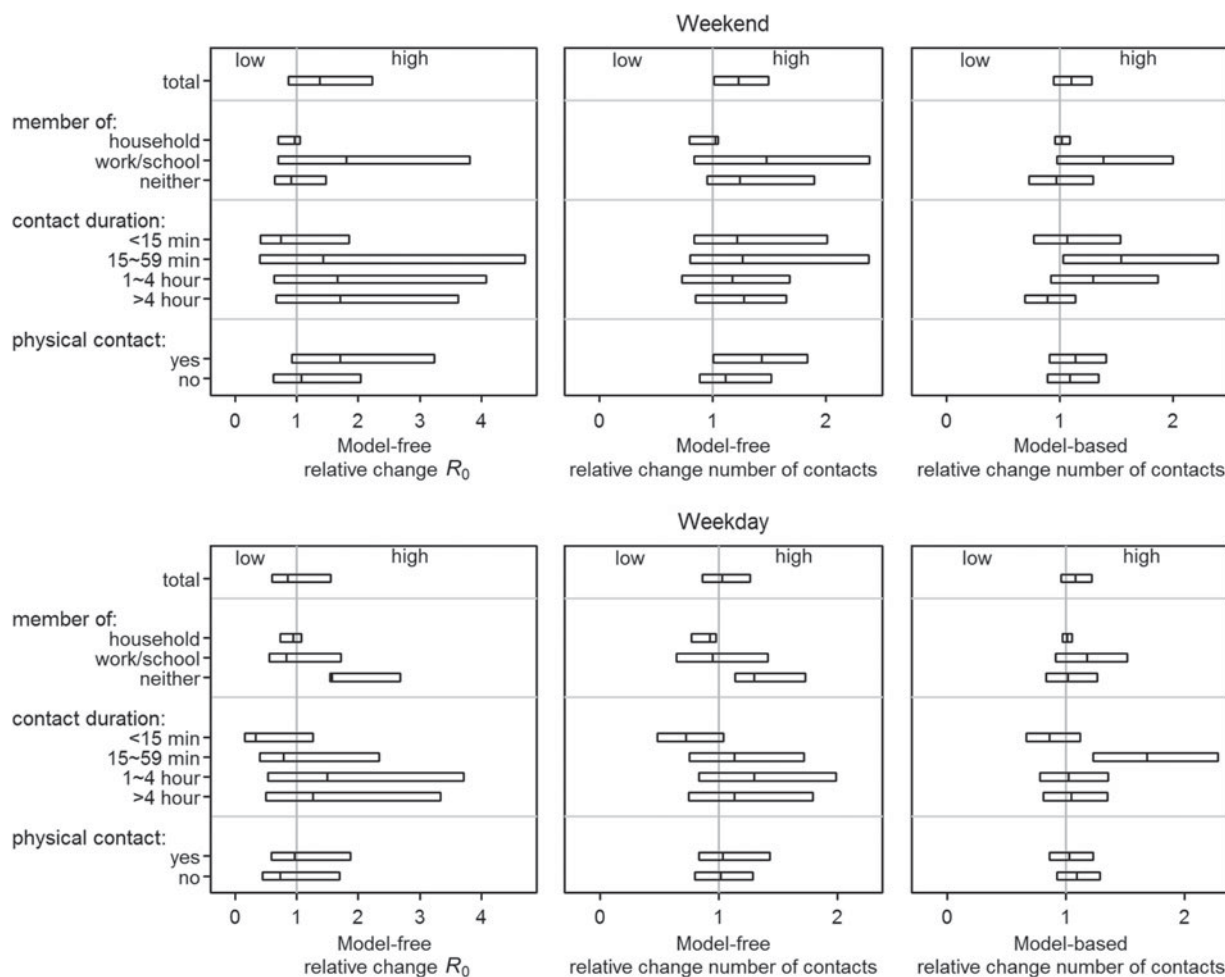 Weekend
low high low high low high
total
member of:
household
work/school
neither
contact duration:
<15 min
15~59 min
1~4 hour
>4 hour
physical contact:
yes
no
0 1 2 3 4 0 1 2 0 1 2
Model-free Model-free Model-based
relative change R0 relative change number of contacts relative change number of contacts
Weekday
low high low high low high
total
member of:
household
work/school
neither
contact duration:
<15 min
15~59 min
1~4 hour
>4 hour
physical contact:
yes
no
0 1 2 3 4 0 1 2 0 1 2
Model-free Model-free Model-based
relative change R0 relative change number of contacts relative change number of contacts